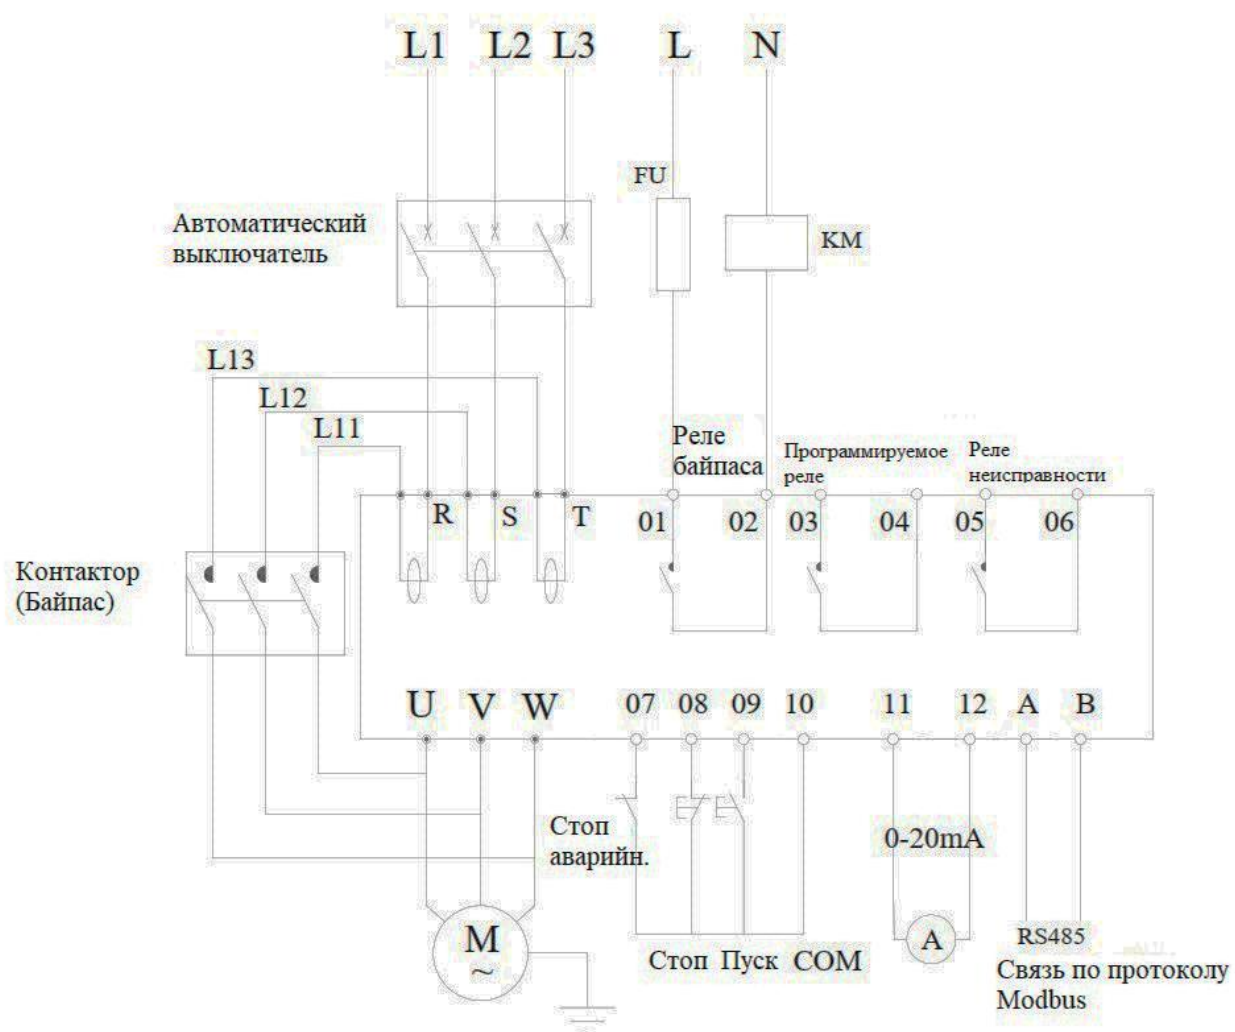 L1 L2 L3 L N
FU
Автоматический
выключатель
KM
L13
L12
L11
Реле
байпаса
Программируемое
реле
Реле
неисправности
R S T 01 02 03 04 05 06
Контактор
(Байпас)
U V W 07 08 09 10 11 12 A B
Стоп
аварийн.
0-20mA
M
~
A
Стоп Пуск COM
RS485
Связь по протоколу
Modbus